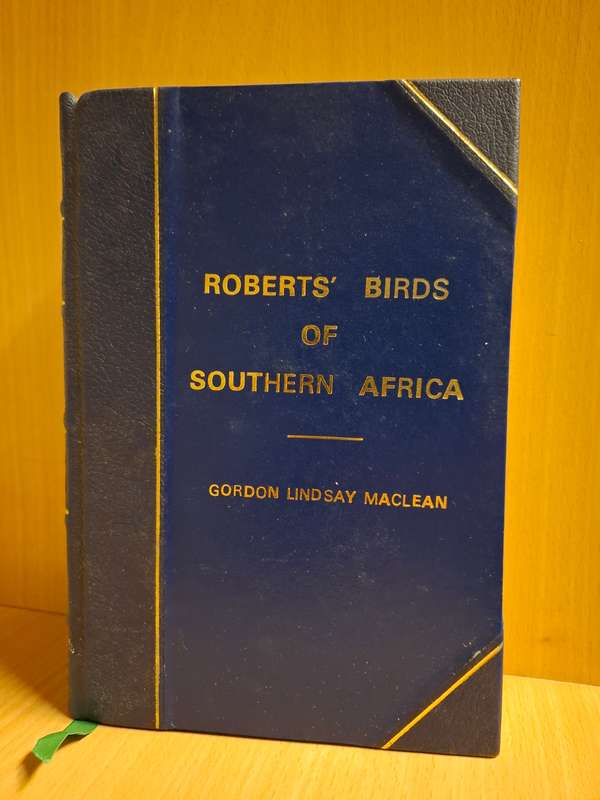 ROBERTS' BIRDS
OF
SOUTHERN AFRICA
GORDON LINDSAY MACLEAN